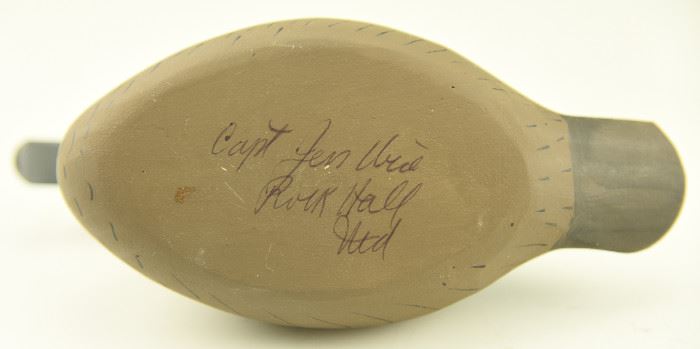 Capt Jess Urie
Rock Hall
Md